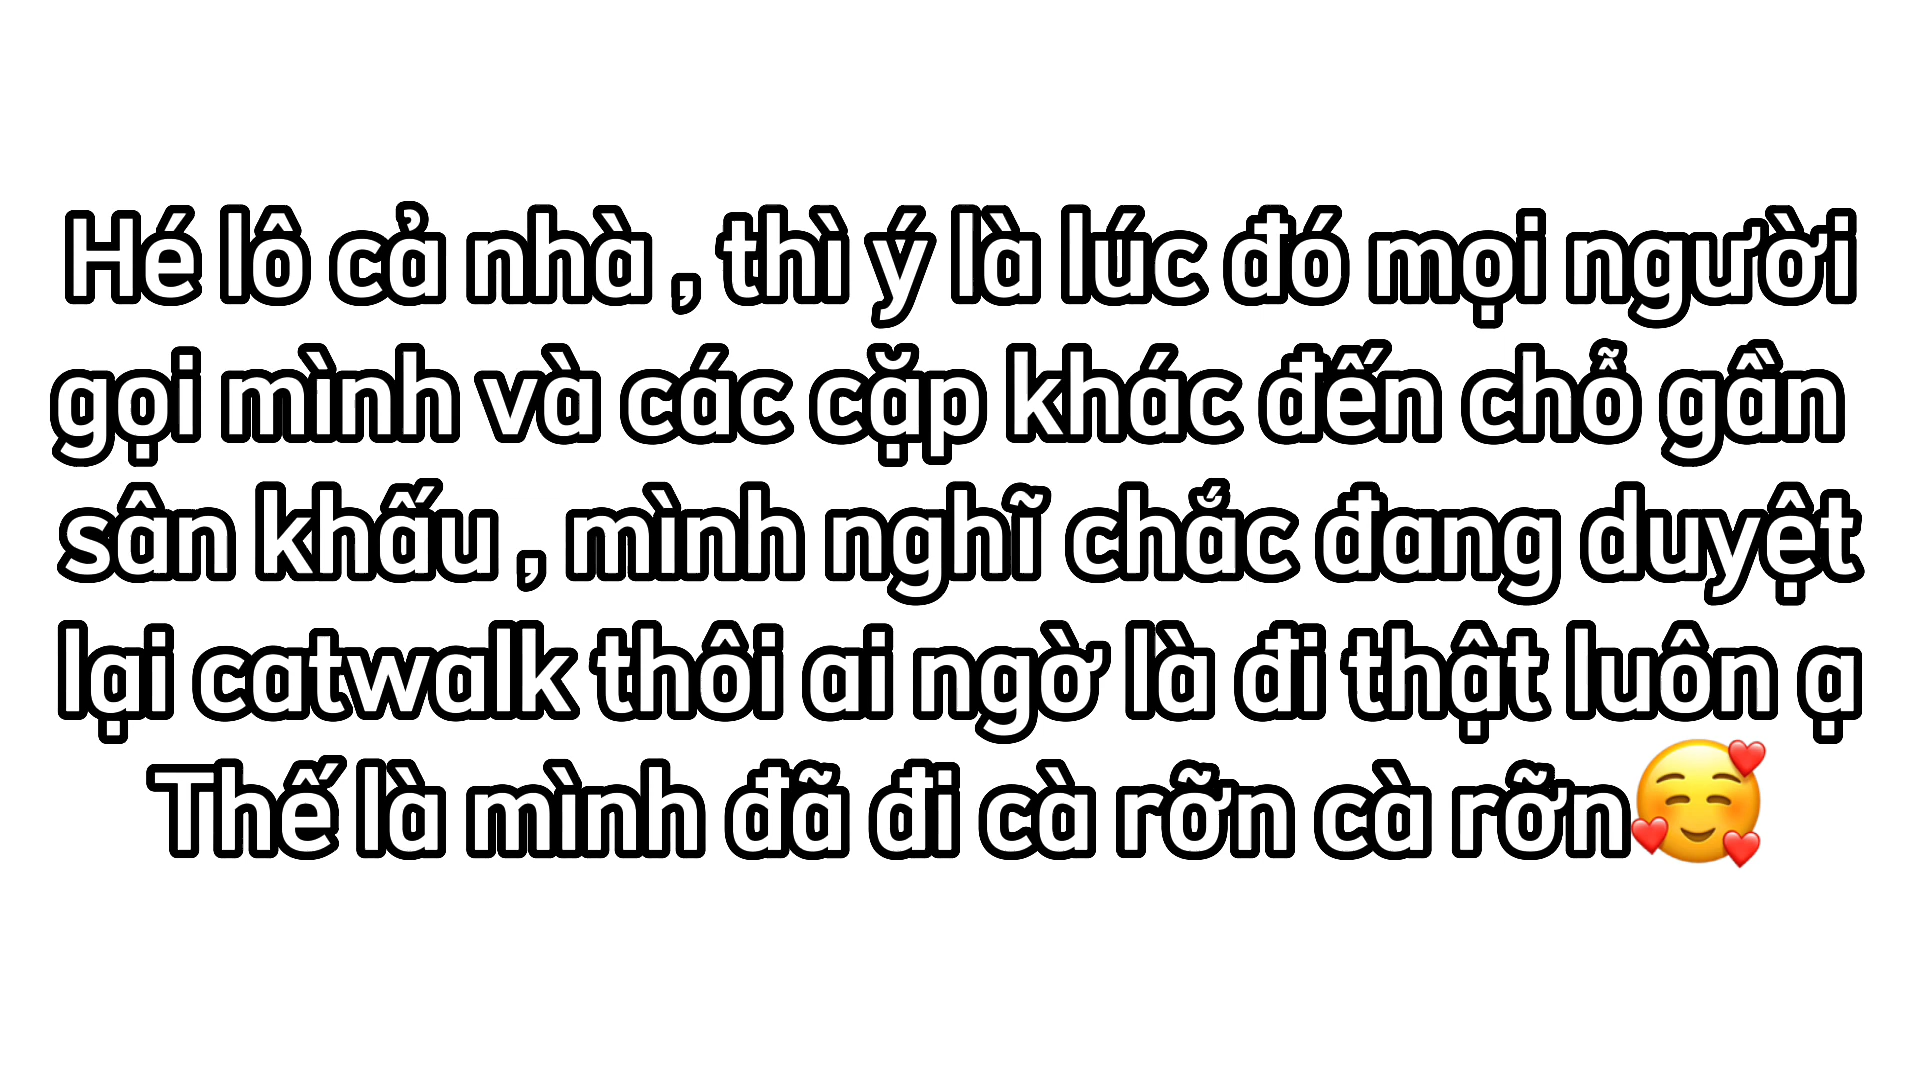 Hé lô cả nhà , thì ý là lúc đó mọi người
gọi mình và các cặp khác đến chỗ gần
sân khấu , mình nghĩ chắc đang duyệt
lại catwalk thôi ai ngờ là đi thật luôn ạ
Thế là mình đã đi cà rỡn cà rỡn🥰